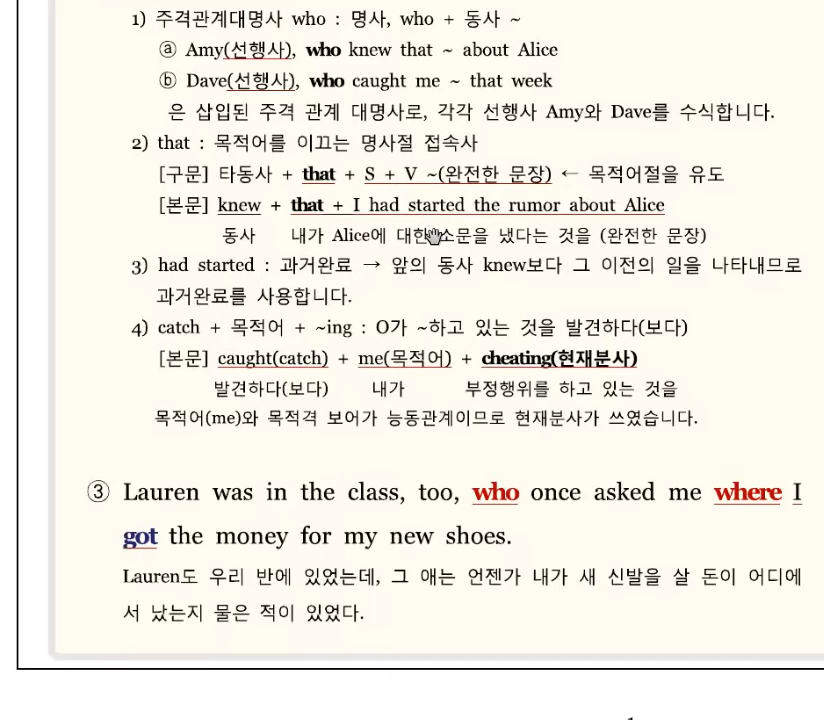 1) 주격관계대명사 who : 명사, who + 동사 ~
ⓐ Amy(선행사), who knew that ~ about Alice
ⓑ Dave(선행사), who caught me ~ that week
은 삽입된 주격 관계 대명사로, 각각 선행사 Amy와 Dave를 수식합니다.
2) that : 목적어를 이끄는 명사절 접속사
[구문] 타동사 + that + S + V ~(완전한 문장) ← 목적어절을 유도
[본문] knew + that + I had started the rumor about Alice
동사 내가 Alice에 대한 소문을 냈다는 것을 (완전한 문장)
3) had started : 과거완료 → 앞의 동사 knew보다 그 이전의 일을 나타내므로
과거완료를 사용합니다.
4) catch + 목적어 + ~ing : O가 ~하고 있는 것을 발견하다(보다)
[본문] caught(catch) + me(목적어) + cheating(현재분사)
발견하다(보다) 내가 부정행위를 하고 있는 것을
목적어(me)와 목적격 보어가 능동관계이므로 현재분사가 쓰였습니다.
③ Lauren was in the class, too, who once asked me where I
got the money for my new shoes.
Lauren도 우리 반에 있었는데, 그 애는 언젠가 내가 새 신발을 살 돈이 어디에
서 났는지 물은 적이 있었다.